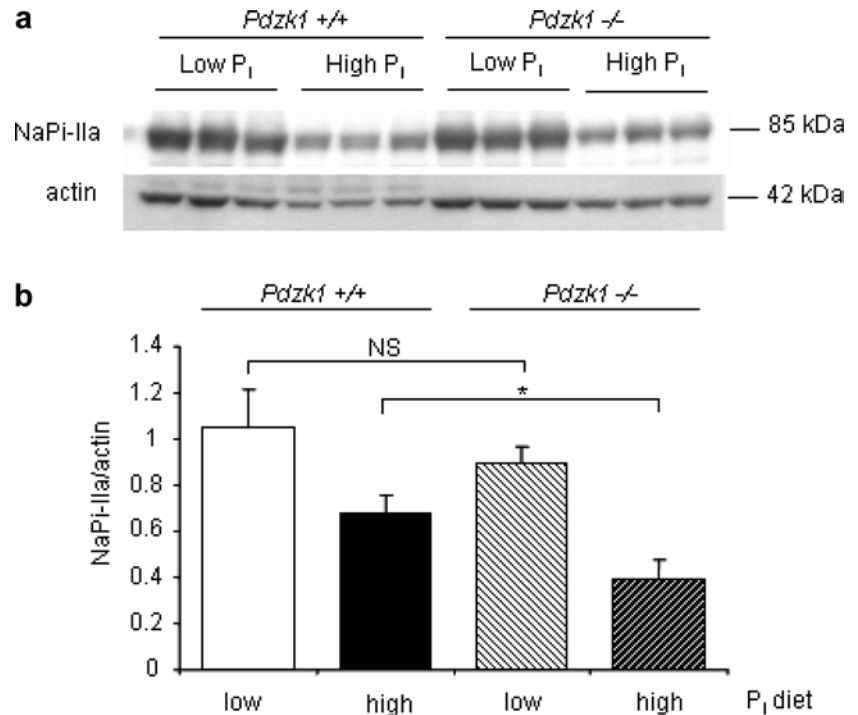 a
Pdzk1 +/+ Pdzk1 -/-
Low PI High PI Low PI High PI
NaPi-IIa 85 kDa
actin 42 kDa
b
Pdzk1 +/+ Pdzk1 -/-
NaPi-IIa/actin
1.4
1.2
1
0.8
0.6
0.4
0.2
0
NS
*
low high low high PI diet